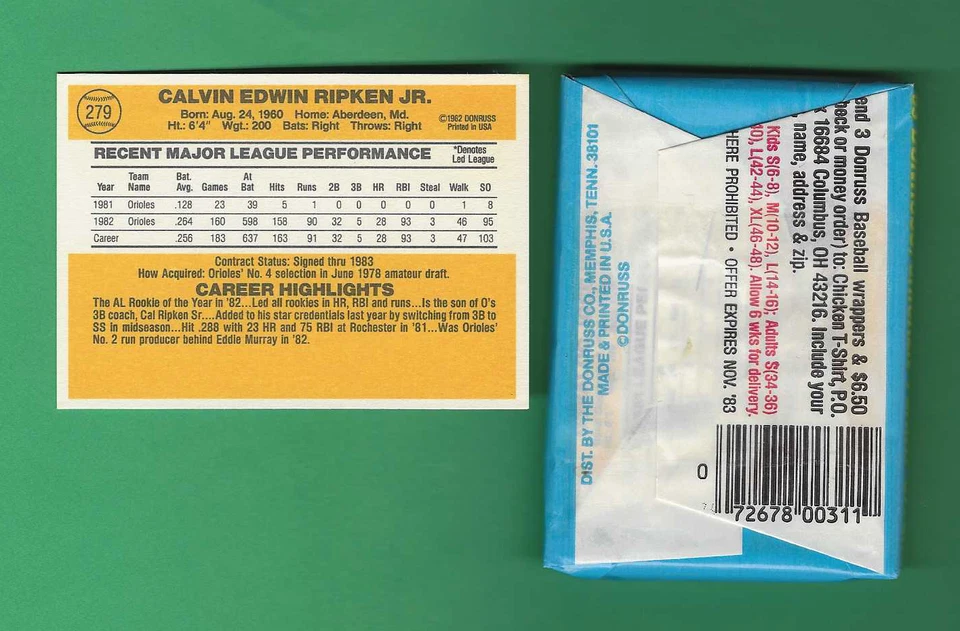 279
CALVIN EDWIN RIPKEN JR.
Born: Aug. 24, 1960 Home: Aberdeen, Md.
Ht.: 6'4" Wgt.: 200 Bats: Right Throws: Right
©1982 DONRUSS
Printed in USA
RECENT MAJOR LEAGUE PERFORMANCE
*Denotes
Led League
Year Team Name Bat. Avg. Games At Bat Hits Runs 2B 3B HR RBI Steal Walk SO
1981 Orioles .128 23 39 5 1 0 0 0 0 0 1 8
1982 Orioles .264 160 598 158 90 32 5 28 93 3 46 95
Career .256 183 637 163 91 32 5 28 93 3 47 103
Contract Status: Signed thru 1983
How Acquired: Orioles' No. 4 selection in June 1978 amateur draft.
CAREER HIGHLIGHTS
The AL Rookie of the Year in '82...Led all rookies in HR, RBI and runs...Is the son of O's
3B coach, Cal Ripken Sr....Added to his star credentials last year by switching from 3B to
SS in midseason...Hit .288 with 23 HR and 75 RBI at Rochester in '81...Was Orioles'
No. 2 run producer behind Eddie Murray in '82.
end 3 Donruss Baseball wrappers & $6.50
heck or money order) to: Chicken T-Shirt, P.O.
16684 Columbus, OH 43216. Include your
name, address & zip.
Kids S(6-8), M(10-12), L(14-16); Adults S(34-36)
0), L(42-44), XL(46-48). Allow 6 wks for delivery.
HERE PROHIBITED • OFFER EXPIRES NOV. '83
DIST. BY THE DONRUSS CO., MEMPHIS, TENN. 38101
MADE & PRINTED IN U.S.A.
©DONRUSS
0 72678 00311